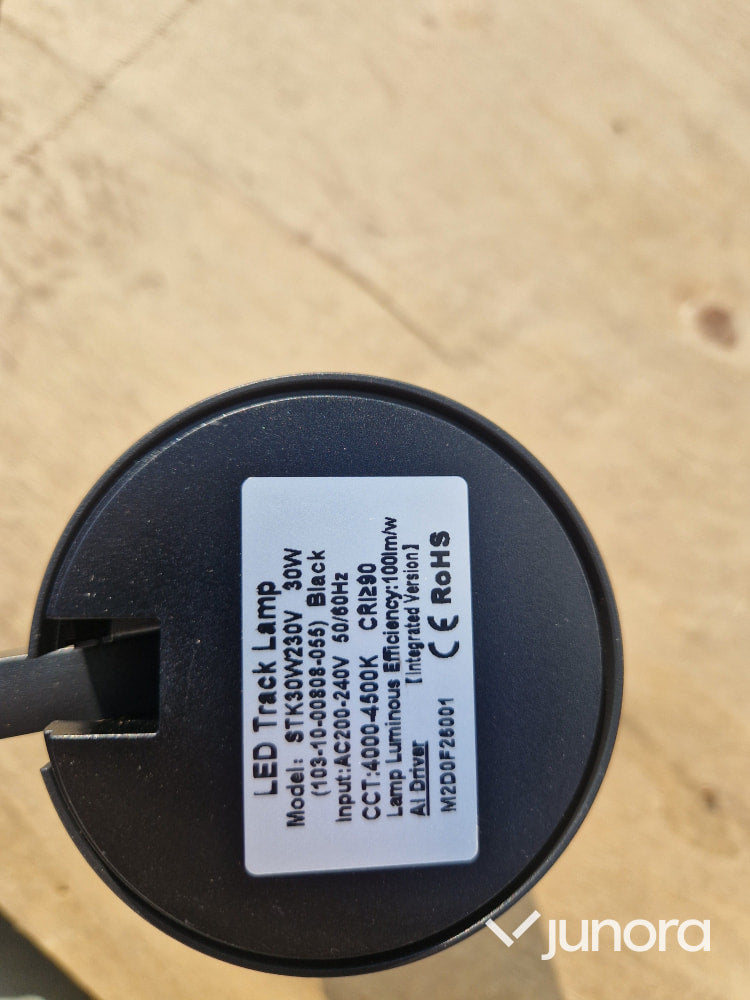 LED Track Lamp
Model: STK30W230V 30W
(103-10-00808-055) Black
Input:AC200-240V 50/60Hz
CCT:4000-4500K CRI≥90
Lamp Luminous Efficiency:100lm/w
AI Driver [Integrated Version]
M2D0F26001 CE RoHS
junora